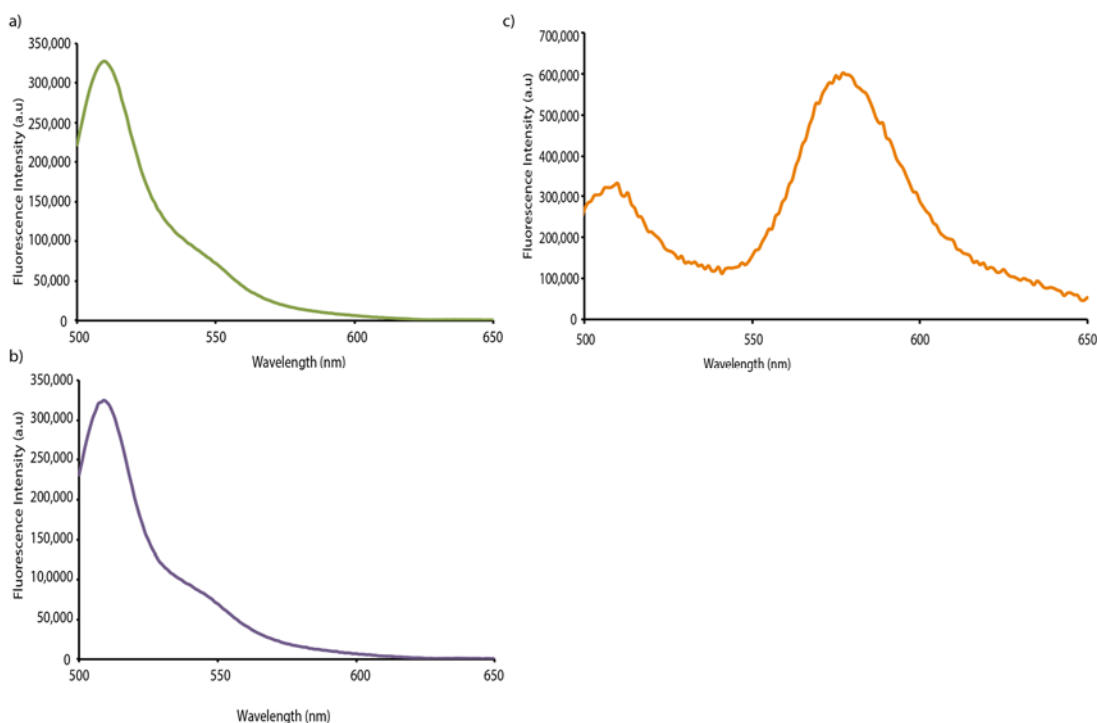 a)
Fluorescence Intensity (a.u)
350,000
300,000
250,000
200,000
150,000
100,000
50,000
0
500 550 600 650
Wavelength (nm)
b)
Fluorescence Intensity (a.u)
350,000
300,000
250,000
200,000
150,000
10,0000
50,000
0
500 550 600 650
Wavelength (nm)
c)
Fluorescence Intensity (a.u)
700,000
600,000
500,000
400,000
300,000
200,000
100,000
0
500 550 600 650
Wavelength (nm)